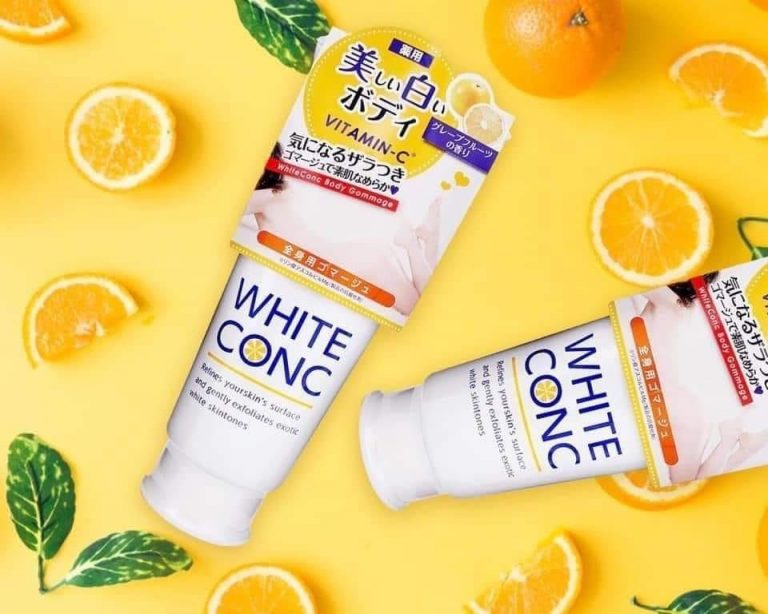 薬用
美しい白い
ボディ
VITAMIN-C
グレープフルーツ
の香り
気になるザラつき
ゴマージュで素肌なめらか♥
WhiteConc Body Gommage
全身用ゴマージュ
WHITE
CONC
Refines yourskin's surface
and gently exfoliates exotic
white skintones
気になるザラつき
ゴマージュで素肌なめらか♥
WhiteConc Body Gommage
全身用ゴマージュ
WHITE
CONC
Refines yourskin's surface
and gently exfoliates exotic
white skintones